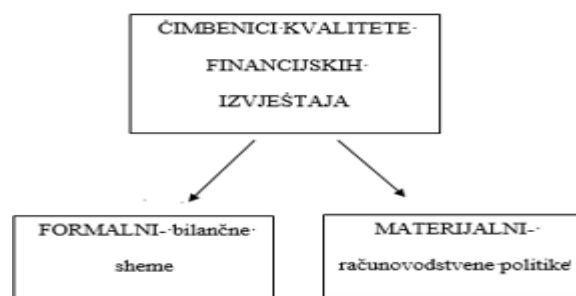 ČIMBENICI KVALITETE
FINANCIJSKIH
IZVJEŠTAJA
FORMALNI- bilančne
sheme
MATERIJALNI-
računovodstvene politike